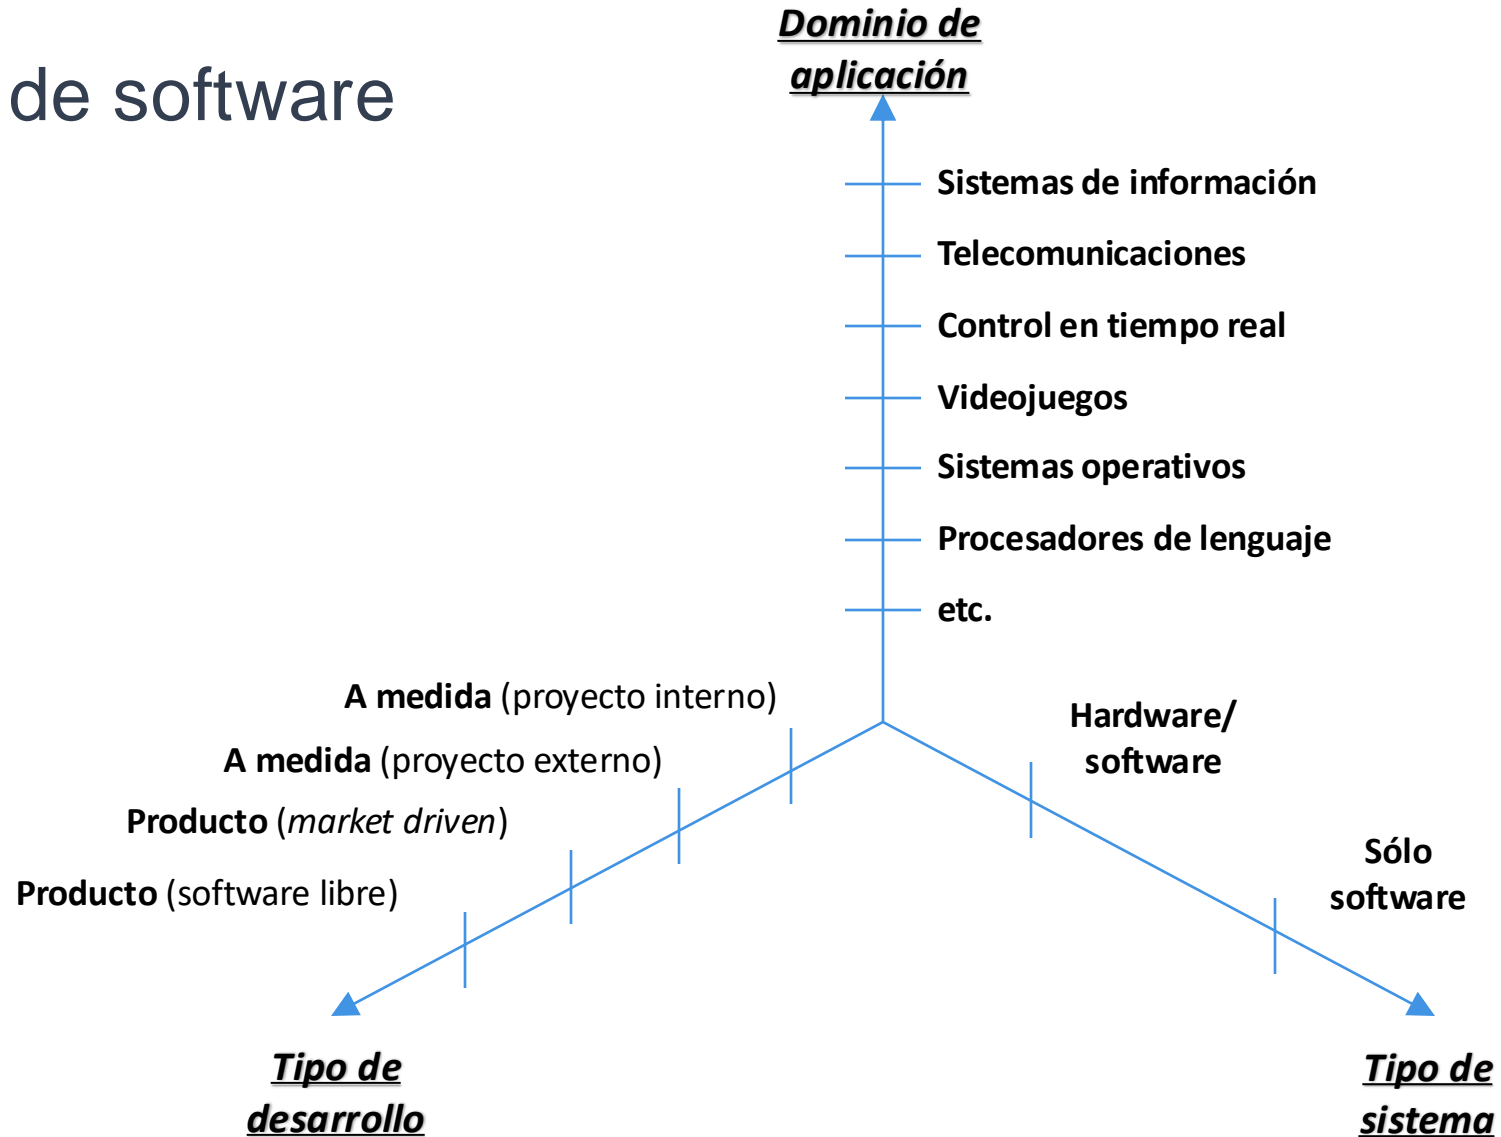 de software
Dominio de
aplicación
Sistemas de información
Telecomunicaciones
Control en tiempo real
Videojuegos
Sistemas operativos
Procesadores de lenguaje
etc.
A medida (proyecto interno)
A medida (proyecto externo)
Producto (market driven)
Producto (software libre)
Hardware/
software
Sólo
software
Tipo de
desarrollo
Tipo de
sistema